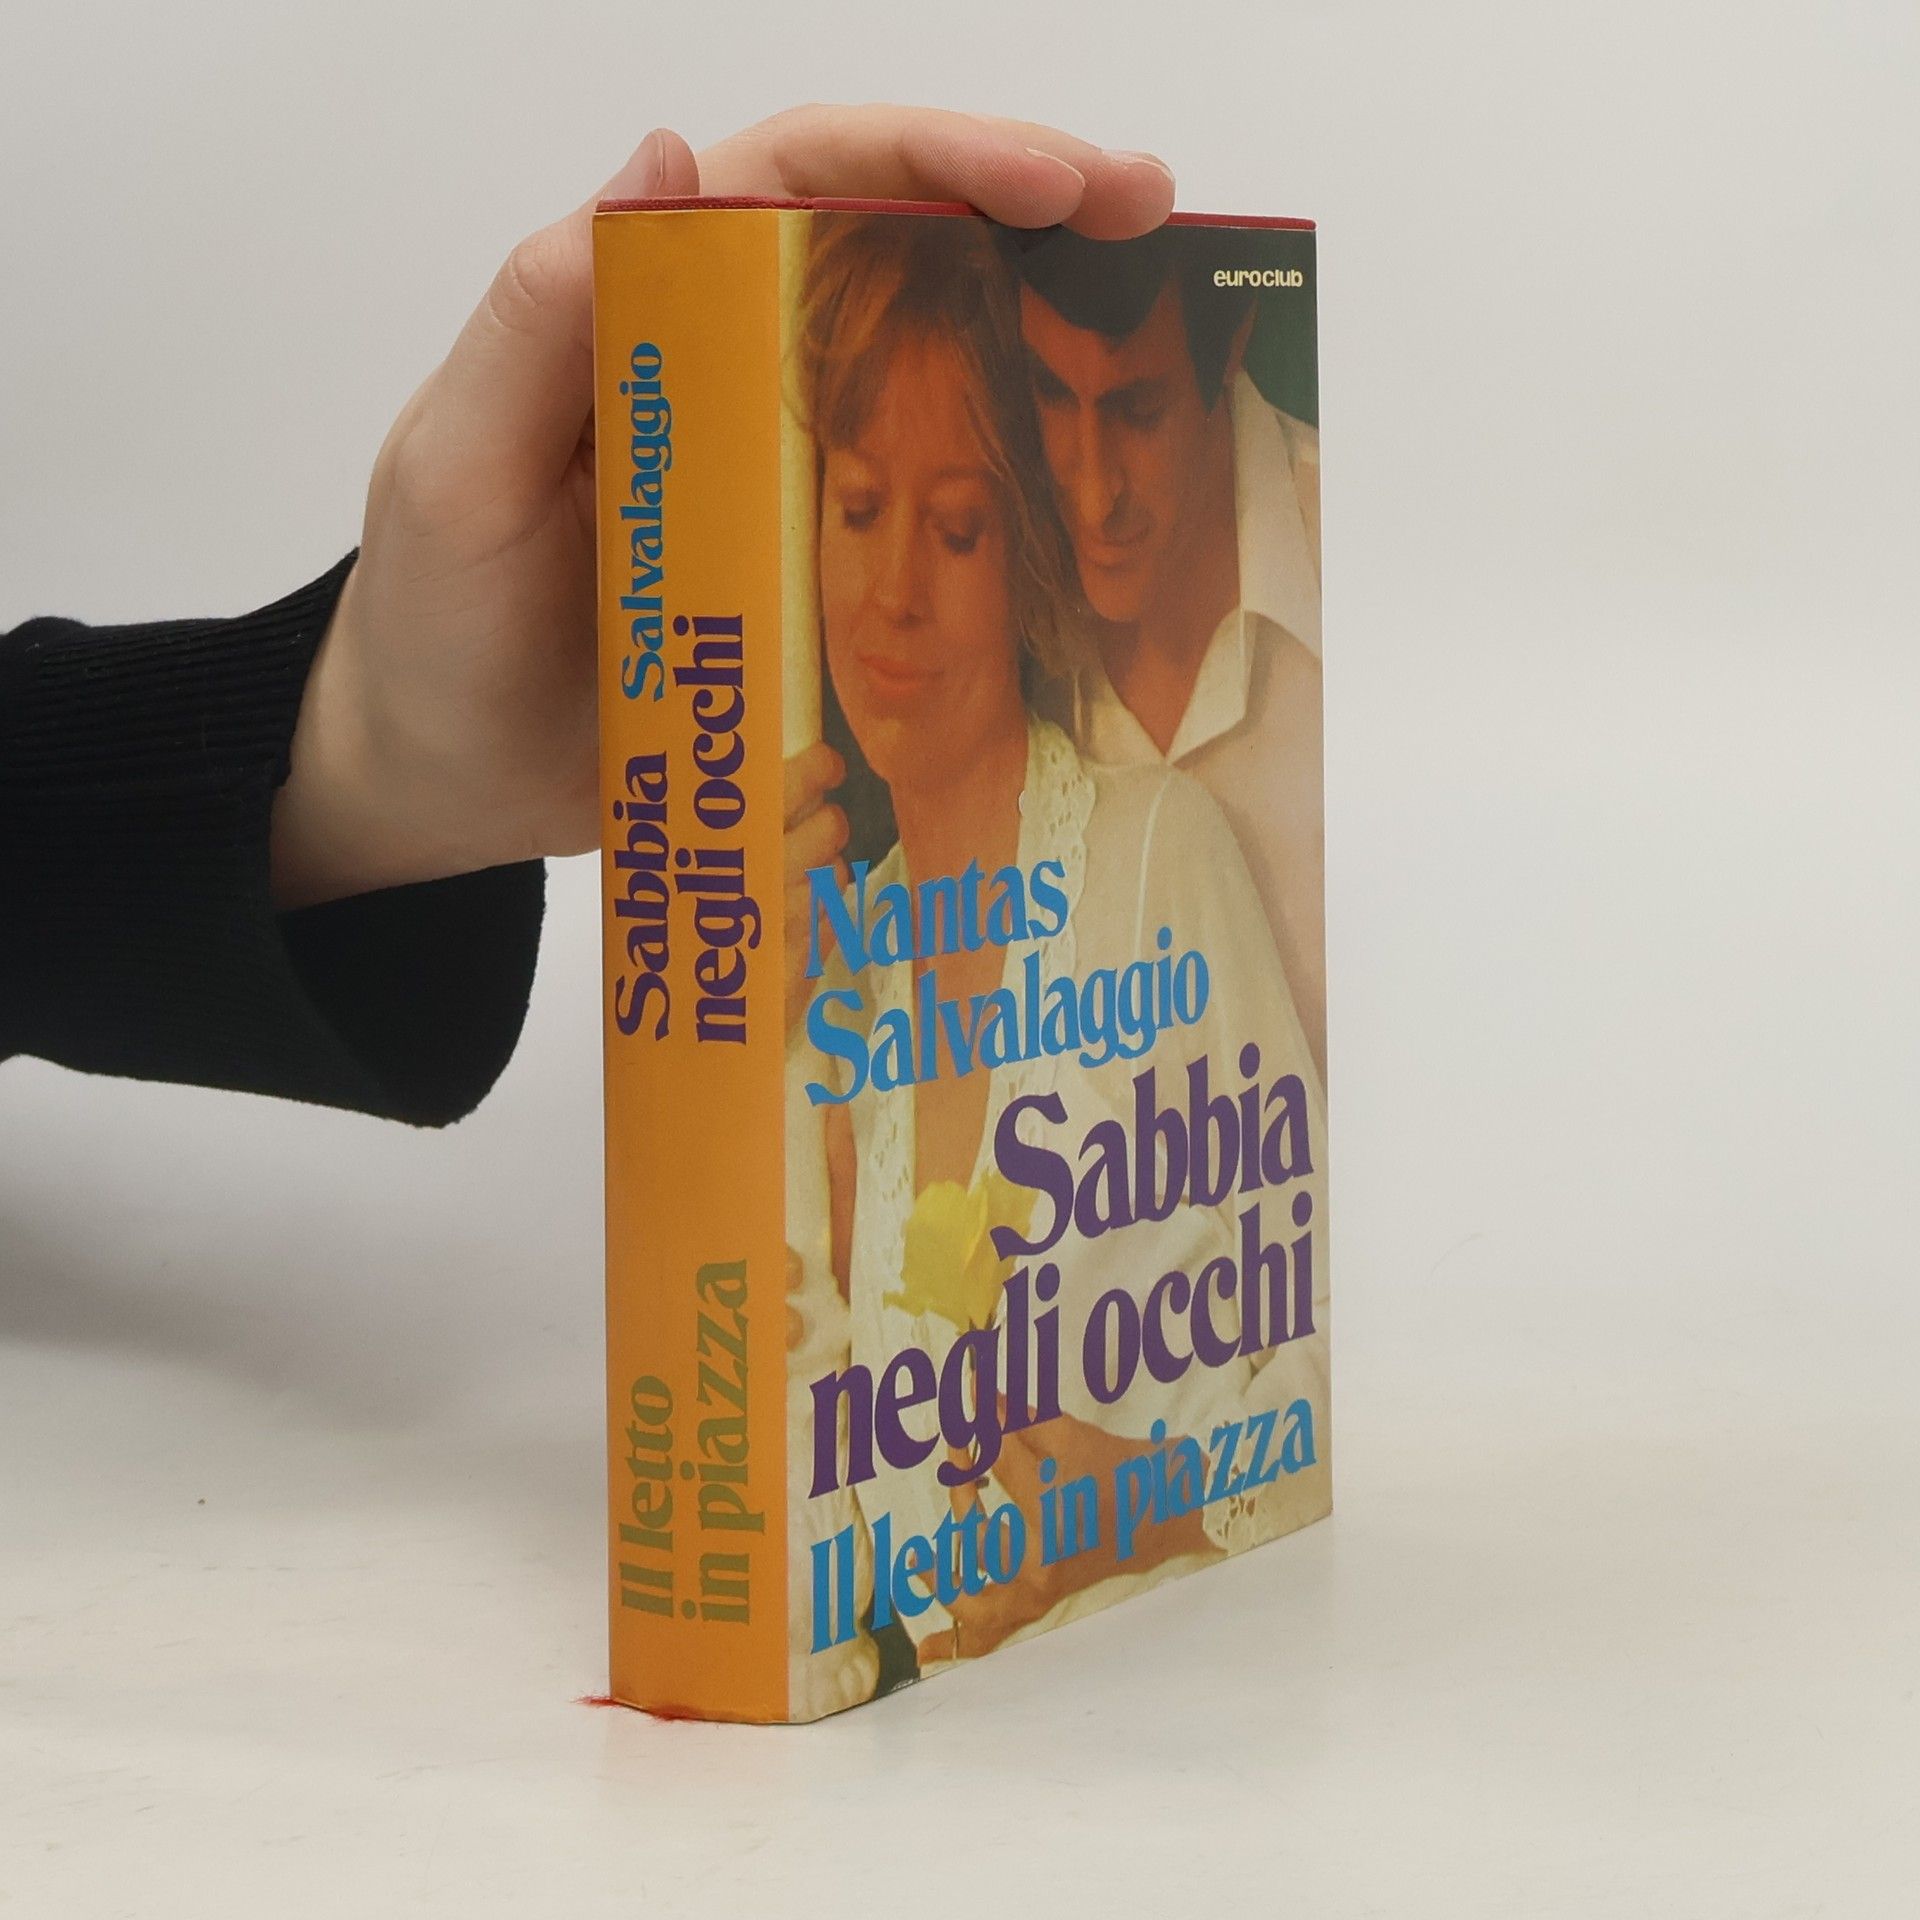 Salvalaggio
Sabbia
negli occhi
Il letto
in piazza
euroclub
Nantas
Salvalaggio
Sabbia
negli occhi
Il letto in piazza